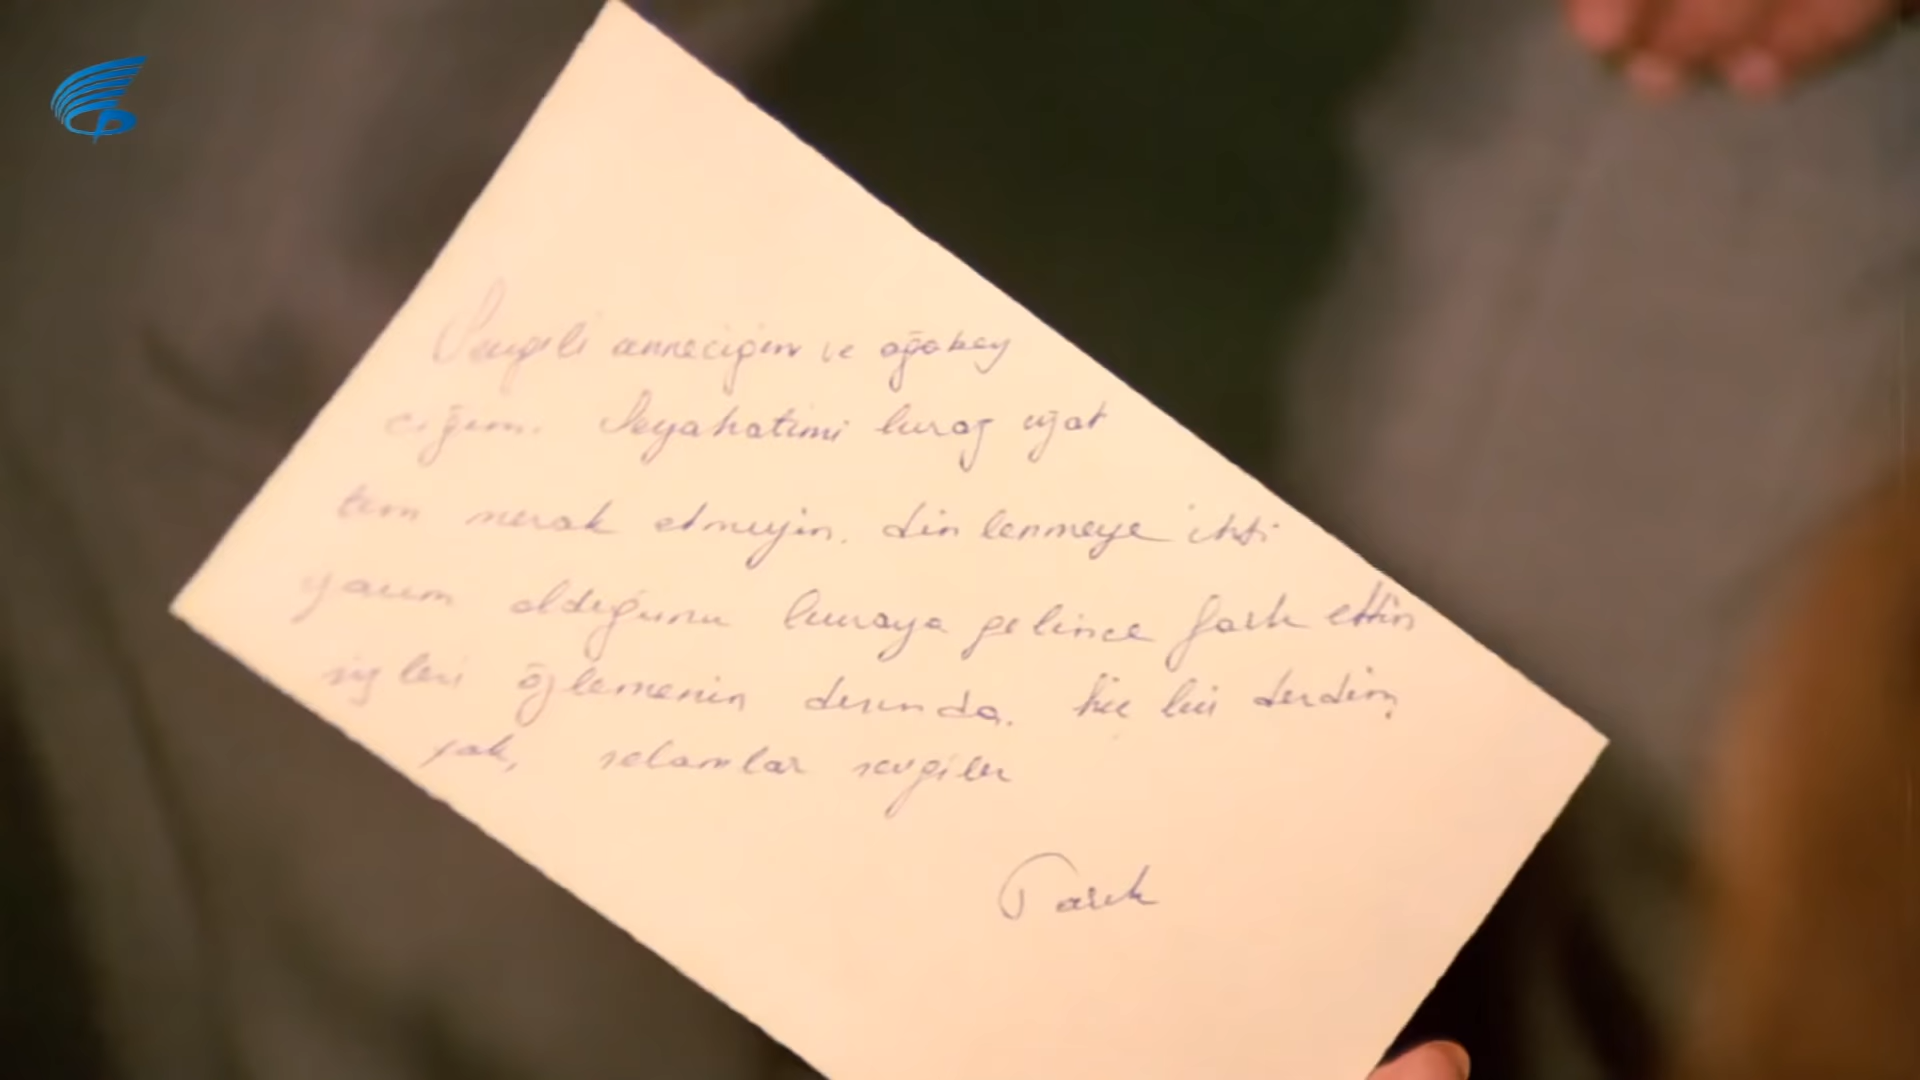 Sevgili anneciğim ve ağabey
ciğim. Seyahatimi biraz uzat
tım merak etmeyin. dinlenmeye ihti
yacım olduğunu buraya gelince fark ettim
sizleri özlemenin dışında. hiç bir derdim
yok, selamlar sevgiler
Tarık